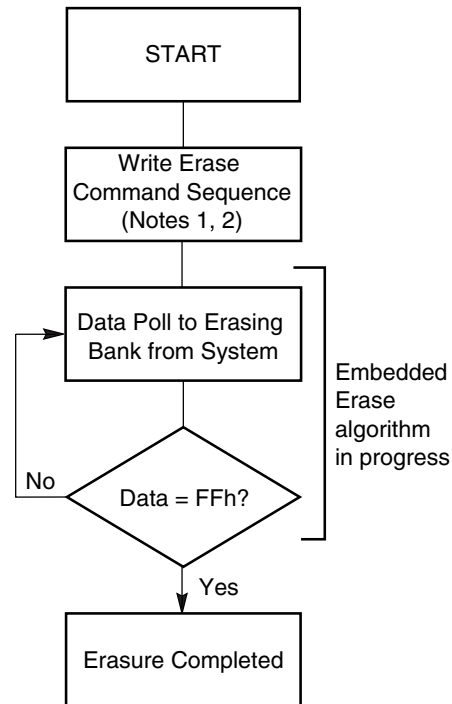 START
Write Erase
Command Sequence
(Notes 1, 2)
Data Poll to Erasing
Bank from System
Embedded
Erase
algorithm
in progress
No
Data = FFh?
Yes
Erasure Completed